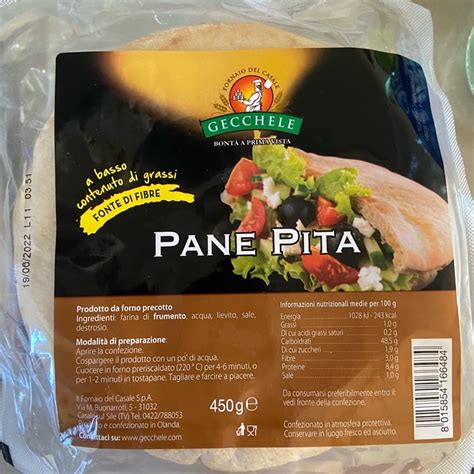 FORNAIO DEL CASALE
GECCHELE
BONTÀ A PRIMA VISTA
a basso
contenuto di grassi
FONTE DI FIBRE
PANE PITA
19/06/2022 L11 03:51
Prodotto da forno precotto
Ingredienti: farina di frumento, acqua, lievito, sale,
destrosio.
Modalità di preparazione:
Aprire la confezione.
Cospargere il prodotto con un po' di acqua.
Cuocere in forno preriscaldato (220°C) per 4-6 minuti, o
per 1-2 minuti in tostapane. Tagliare e farcire a piacere.
Il Fornaio del Casale S.p.A.
Via M. Buonarroti, 5 - 31032
Casale sul Sile (TV) Tel. 0422/788053
Prodotto e confezionato in Olanda.
Contattaci su: www.gecchele.com
450g e
Informazioni nutrizionali medie per 100 g
Energia 1028 kJ - 243 kcal
Grassi 1.0 g
Di cui acidi grassi saturi 0.2 g
Carboidrati 48.5 g
Di cui zuccheri 1.9 g
Fibre 3.0 g
Proteine 8.4 g
Sale 1.0 g
Da consumarsi preferibilmente entro il:
vedi fronte della confezione.
Confezionato in atmosfera protettiva.
Conservare in luogo fresco ed asciutto.
8 015854 166484